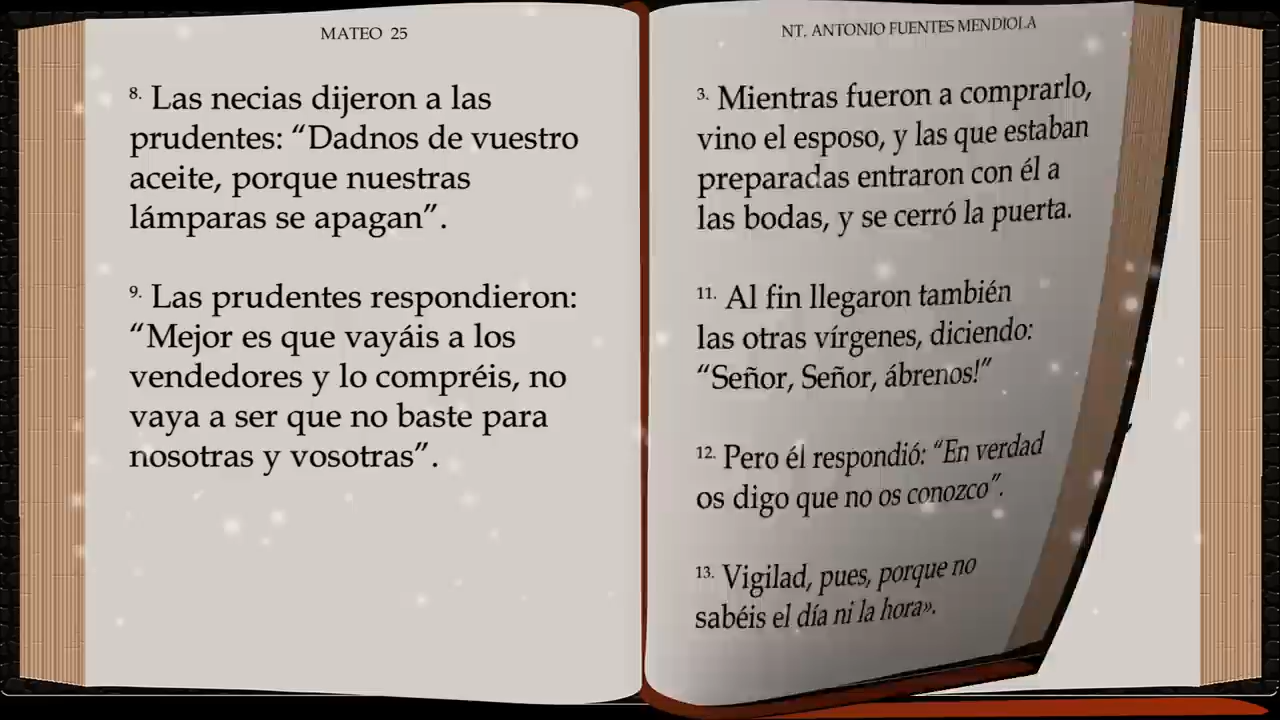 MATEO 25
8. Las necias dijeron a las
prudentes: “Dadnos de vuestro
aceite, porque nuestras
lámparas se apagan”.
9. Las prudentes respondieron:
“Mejor es que vayáis a los
vendedores y lo compréis, no
vaya a ser que no baste para
nosotras y vosotras”.
NT. ANTONIO FUENTES MENDIOLA
3. Mientras fueron a comprarlo,
vino el esposo, y las que estaban
preparadas entraron con él a
las bodas, y se cerró la puerta.
11. Al fin llegaron también
las otras vírgenes, diciendo:
“Señor, Señor, ábrenos!”
12. Pero él respondió: “En verdad
os digo que no os conozco”.
13. Vigilad, pues, porque no
sabéis el día ni la hora».